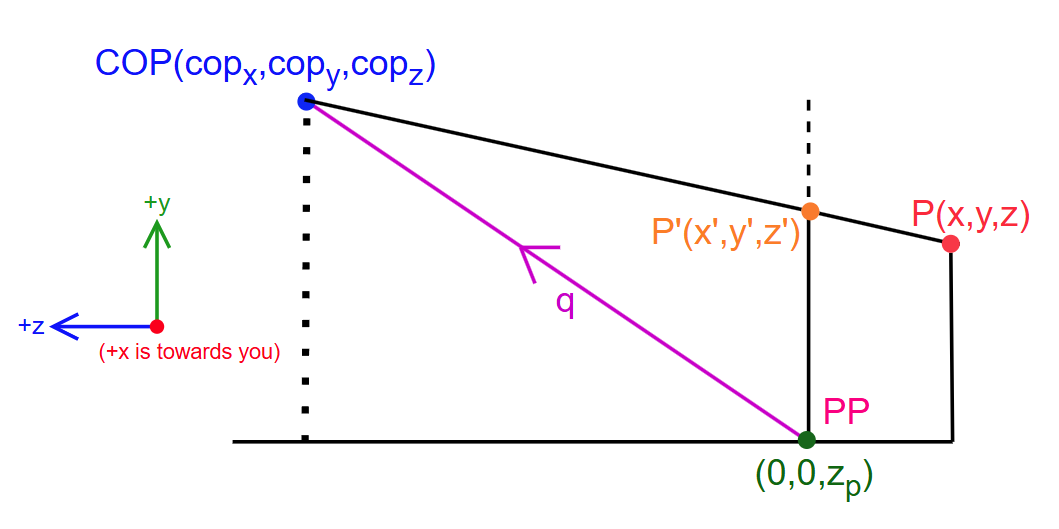 COP(copx,copy,copz)
+y
P'(x',y',z')
P(x,y,z)
q
+z
(+x is towards you)
PP
(0,0,zp)